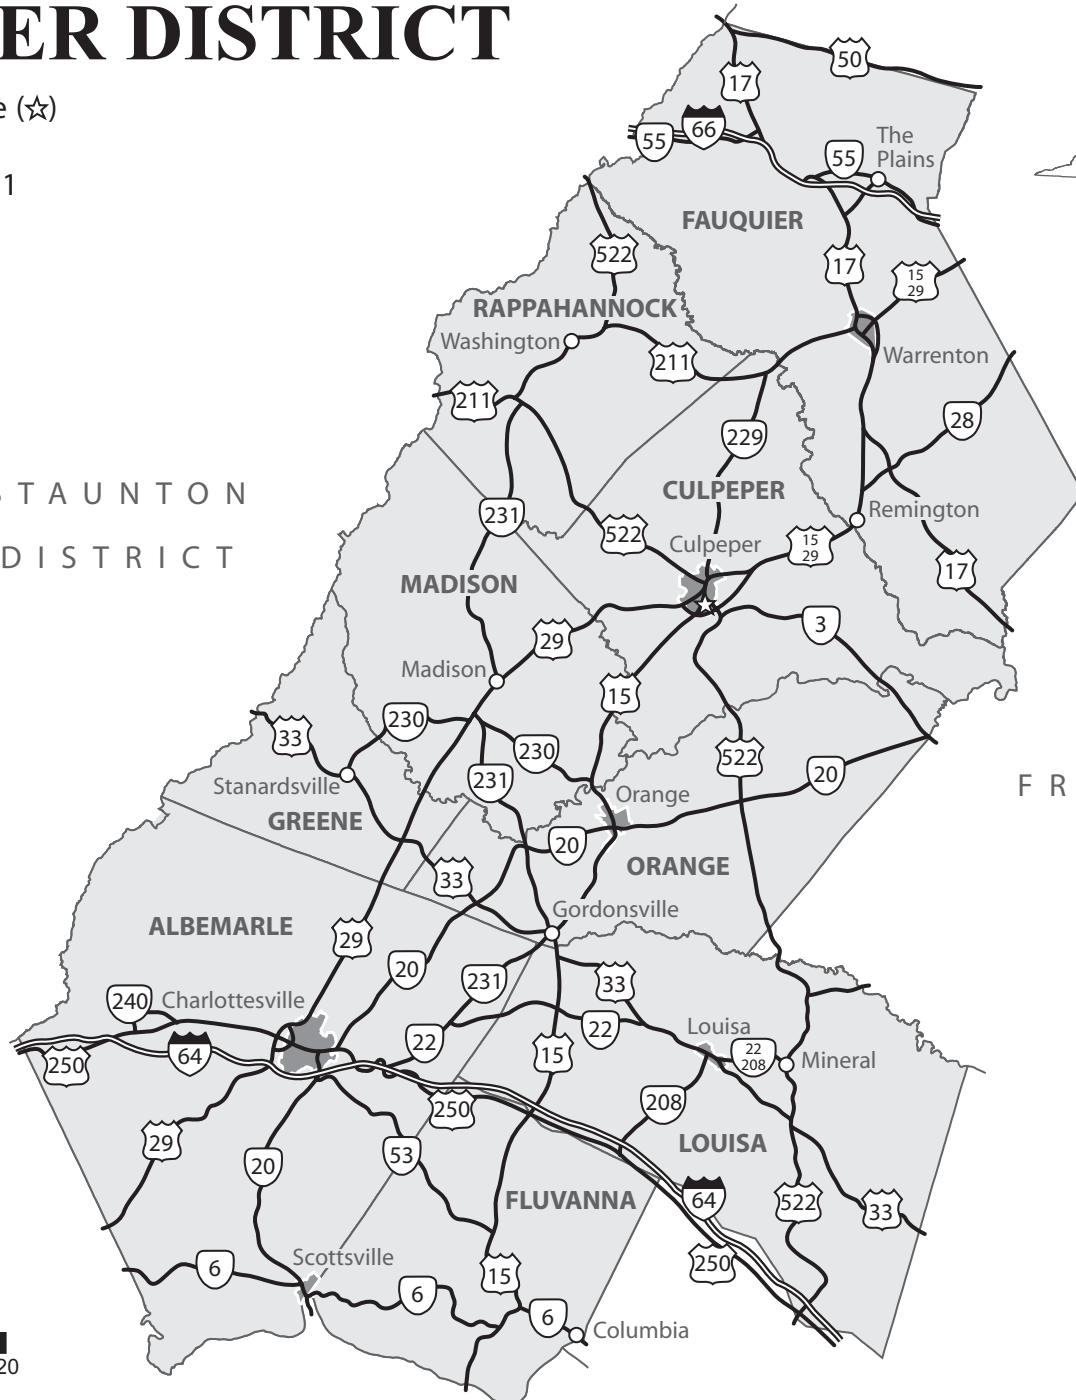 ER DISTRICT
e (☆)
1
50
17
55
66
55
The
Plains
FAUQUIER
522
17
15
29
RAPPAHANNOCK
Washington
211
Warrenton
211
28
229
STAUNTON
DISTRICT
CULPEPER
231
522
Culpeper
15
29
Remington
17
MADISON
29
3
Madison
15
230
33
230
522
231
20
Stanardsville
Orange
FR
GREENE
20
ORANGE
33
Gordonsville
ALBEMARLE
29
20
231
33
240
Charlottesville
22
22
Louisa
22
208
Mineral
250
64
15
250
208
29
20
53
LOUISA
FLUVANNA
64
522
33
Scottsville
6
15
250
6
6
Columbia
20